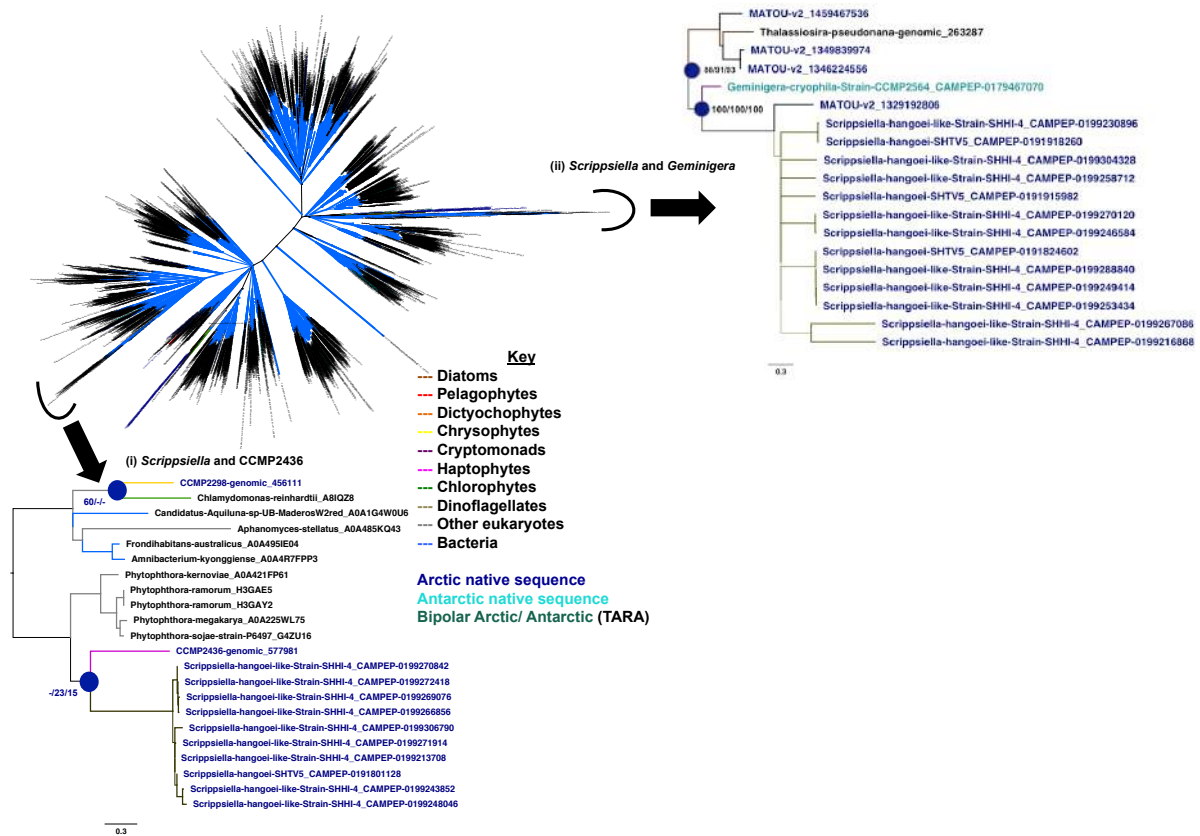 MATOU-v2_1459467536
Thalassiosira-pseudonana-genomic_263287
MATOU-v2_1349839974
MATOU-v2_1346224556
Geminigera-cryophila-Strain-CCMP2564_CAMPEP-0179467070
100/100/100
MATOU-v2_1329192806
Scrippsiella-hangoei-like-Strain-SHHI-4_CAMPEP-0199230896
Scrippsiella-hangoei-SHTV5_CAMPEP-0191918260
Scrippsiella-hangoei-like-Strain-SHHI-4_CAMPEP-0199304328
Scrippsiella-hangoei-like-Strain-SHHI-4_CAMPEP-0199258712
Scrippsiella-hangoei-SHTV5_CAMPEP-0191915982
Scrippsiella-hangoei-like-Strain-SHHI-4_CAMPEP-0199270120
Scrippsiella-hangoei-like-Strain-SHHI-4_CAMPEP-0199246584
Scrippsiella-hangoei-SHTV5_CAMPEP-0191824602
Scrippsiella-hangoei-like-Strain-SHHI-4_CAMPEP-0199288840
Scrippsiella-hangoei-like-Strain-SHHI-4_CAMPEP-0199249414
Scrippsiella-hangoei-like-Strain-SHHI-4_CAMPEP-0199253434
Scrippsiella-hangoei-like-Strain-SHHI-4_CAMPEP-0199267086
Scrippsiella-hangoei-like-Strain-SHHI-4_CAMPEP-0199216868
0.3
(ii) Scrippsiella and Geminigera
Key
Diatoms
Pelagophytes
Dictyochophytes
Chrysophytes
Cryptomonads
Haptophytes
Chlorophytes
Dinoflagellates
Other eukaryotes
Bacteria
Arctic native sequence
Antarctic native sequence
Bipolar Arctic/ Antarctic (TARA)
(i) Scrippsiella and CCMP2436
CCMP2298-genomic_456111
60/-/-
Chlamydomonas-reinhardtii_A8IQZ8
Candidatus-Aquiluna-sp-UB-MaderosW2red_A0A1G4W0U6
Aphanomyces-stellatus_A0A485KQ43
Frondihabitans-australicus_A0A495IE04
Amnibacterium-kyonggiense_A0A4R7FPP3
Phytophthora-kernoviae_A0A421FP61
Phytophthora-ramorum_H3GAE5
Phytophthora-ramorum_H3GAY2
Phytophthora-megakarya_A0A225WL75
Phytophthora-sojae-strain-P6497_G4ZU16
CCMP2436-genomic_577981
-/23/15
Scrippsiella-hangoei-like-Strain-SHHI-4_CAMPEP-0199270842
Scrippsiella-hangoei-like-Strain-SHHI-4_CAMPEP-0199272418
Scrippsiella-hangoei-like-Strain-SHHI-4_CAMPEP-0199269076
Scrippsiella-hangoei-like-Strain-SHHI-4_CAMPEP-0199266856
Scrippsiella-hangoei-like-Strain-SHHI-4_CAMPEP-0199306790
Scrippsiella-hangoei-like-Strain-SHHI-4_CAMPEP-0199271914
Scrippsiella-hangoei-like-Strain-SHHI-4_CAMPEP-0199213708
Scrippsiella-hangoei-SHTV5_CAMPEP-0191801128
Scrippsiella-hangoei-like-Strain-SHHI-4_CAMPEP-0199243852
Scrippsiella-hangoei-like-Strain-SHHI-4_CAMPEP-0199248046
0.3